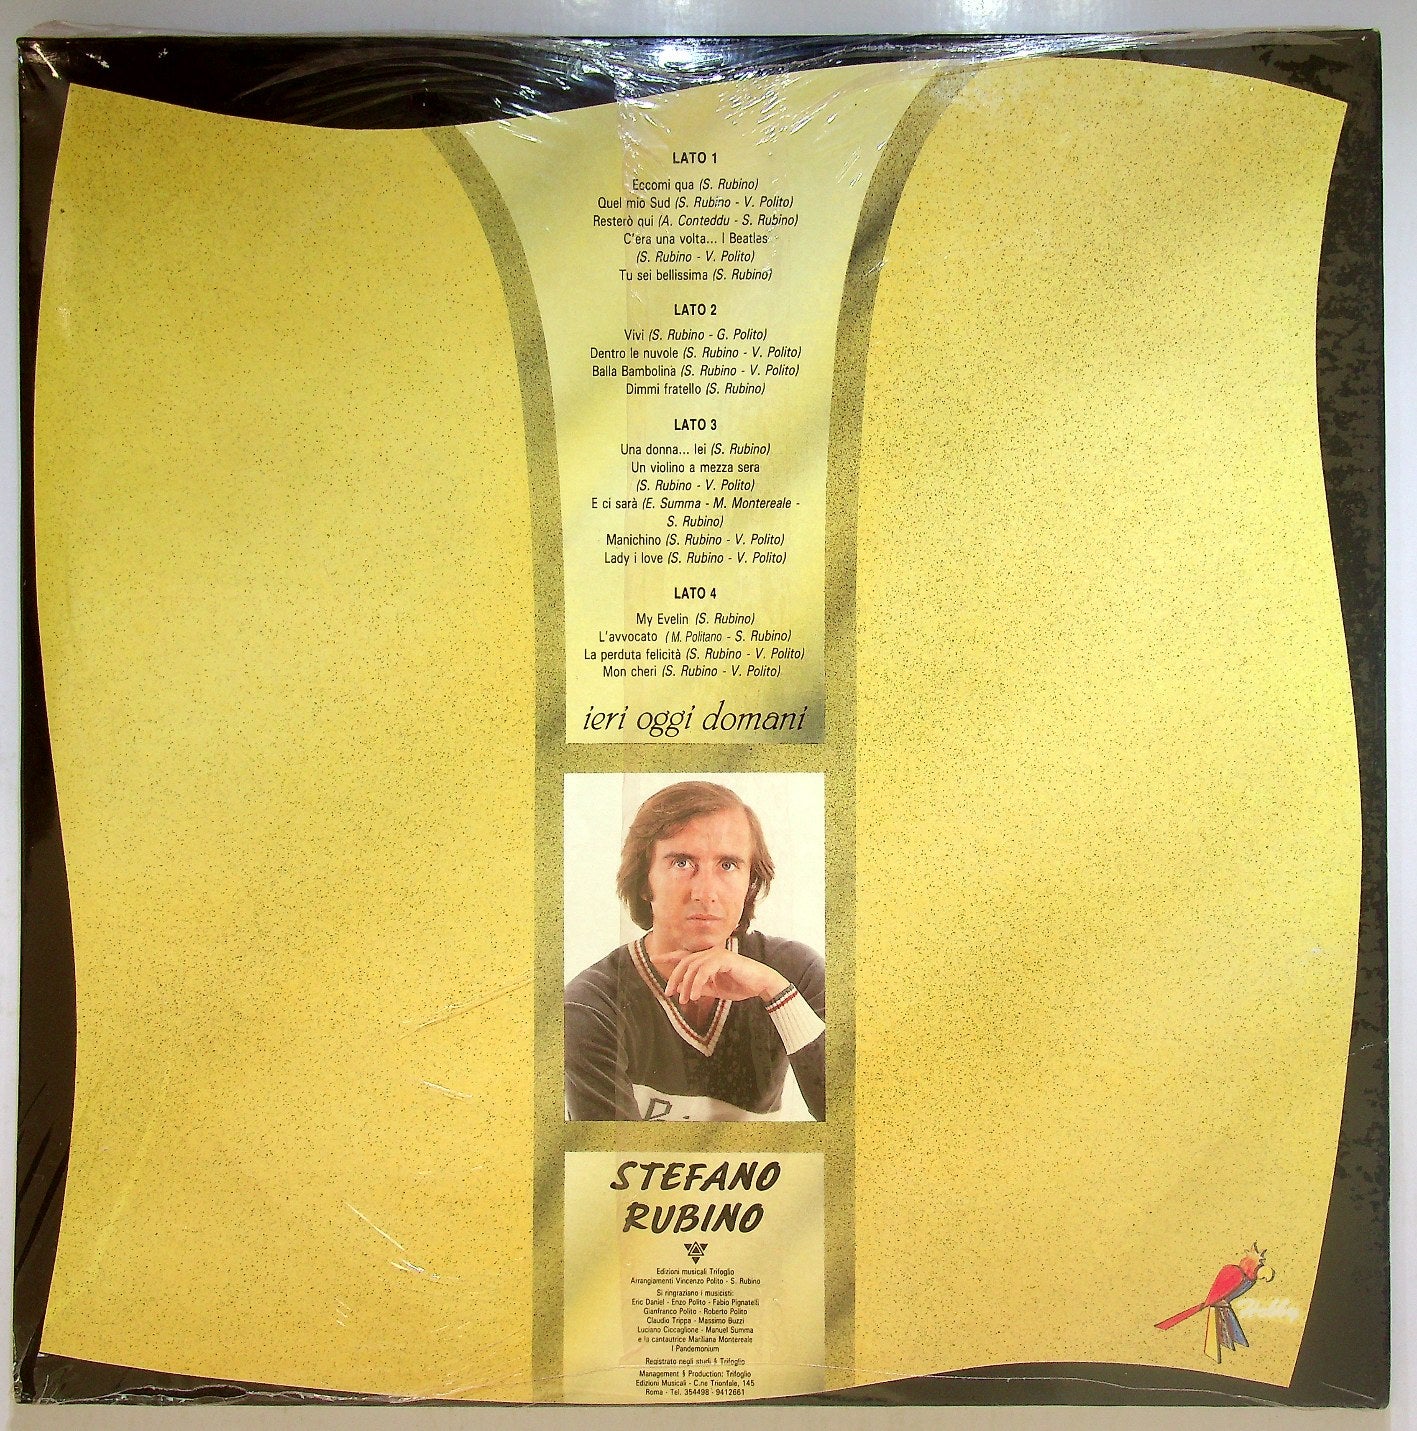 LATO 1
Eccomi qua (S. Rubino)
Quel mio Sud (S. Rubino - V. Polito)
Resterò qui (A. Conteddu - S. Rubino)
C'era una volta... I Beatlas
(S. Rubino - V. Polito)
Tu sei bellissima (S. Rubino)
LATO 2
Vivi (S. Rubino - G. Polito)
Dentro le nuvole (S. Rubino - V. Polito)
Balla Bambolina (S. Rubino - V. Polito)
Dimmi fratello (S. Rubino)
LATO 3
Una donna... lei (S. Rubino)
Un violino a mezza sera
(S. Rubino - V. Polito)
E ci sarà (E. Summa - M. Montereale -
S. Rubino)
Manichino (S. Rubino - V. Polito)
Lady i love (S. Rubino - V. Polito)
LATO 4
My Evelin (S. Rubino)
L'avvocato (M. Politano - S. Rubino)
La perduta felicità (S. Rubino - V. Polito)
Mon cheri (S. Rubino - V. Polito)
ieri oggi domani
STEFANO
RUBINO
Edizioni musicali Trifoglio
Arrangiamenti Vincenzo Polito - S. Rubino
Si ringraziano i musicisti:
Eric Daniel - Enzo Polito - Fabio Pignatelli
Gianfranco Polito - Roberto Polito
Claudio Trippa - Massimo Buzzi
Luciano Ciccaglione - Manuel Summa
e la cantautrice Mariliana Montereale
I Pandemonium
Registrato negli studi § Trifoglio
Management § Production: Trifoglio
Edizioni Musicali - C.ne Trionfale, 145
Roma - Tel. 354498 - 9412661